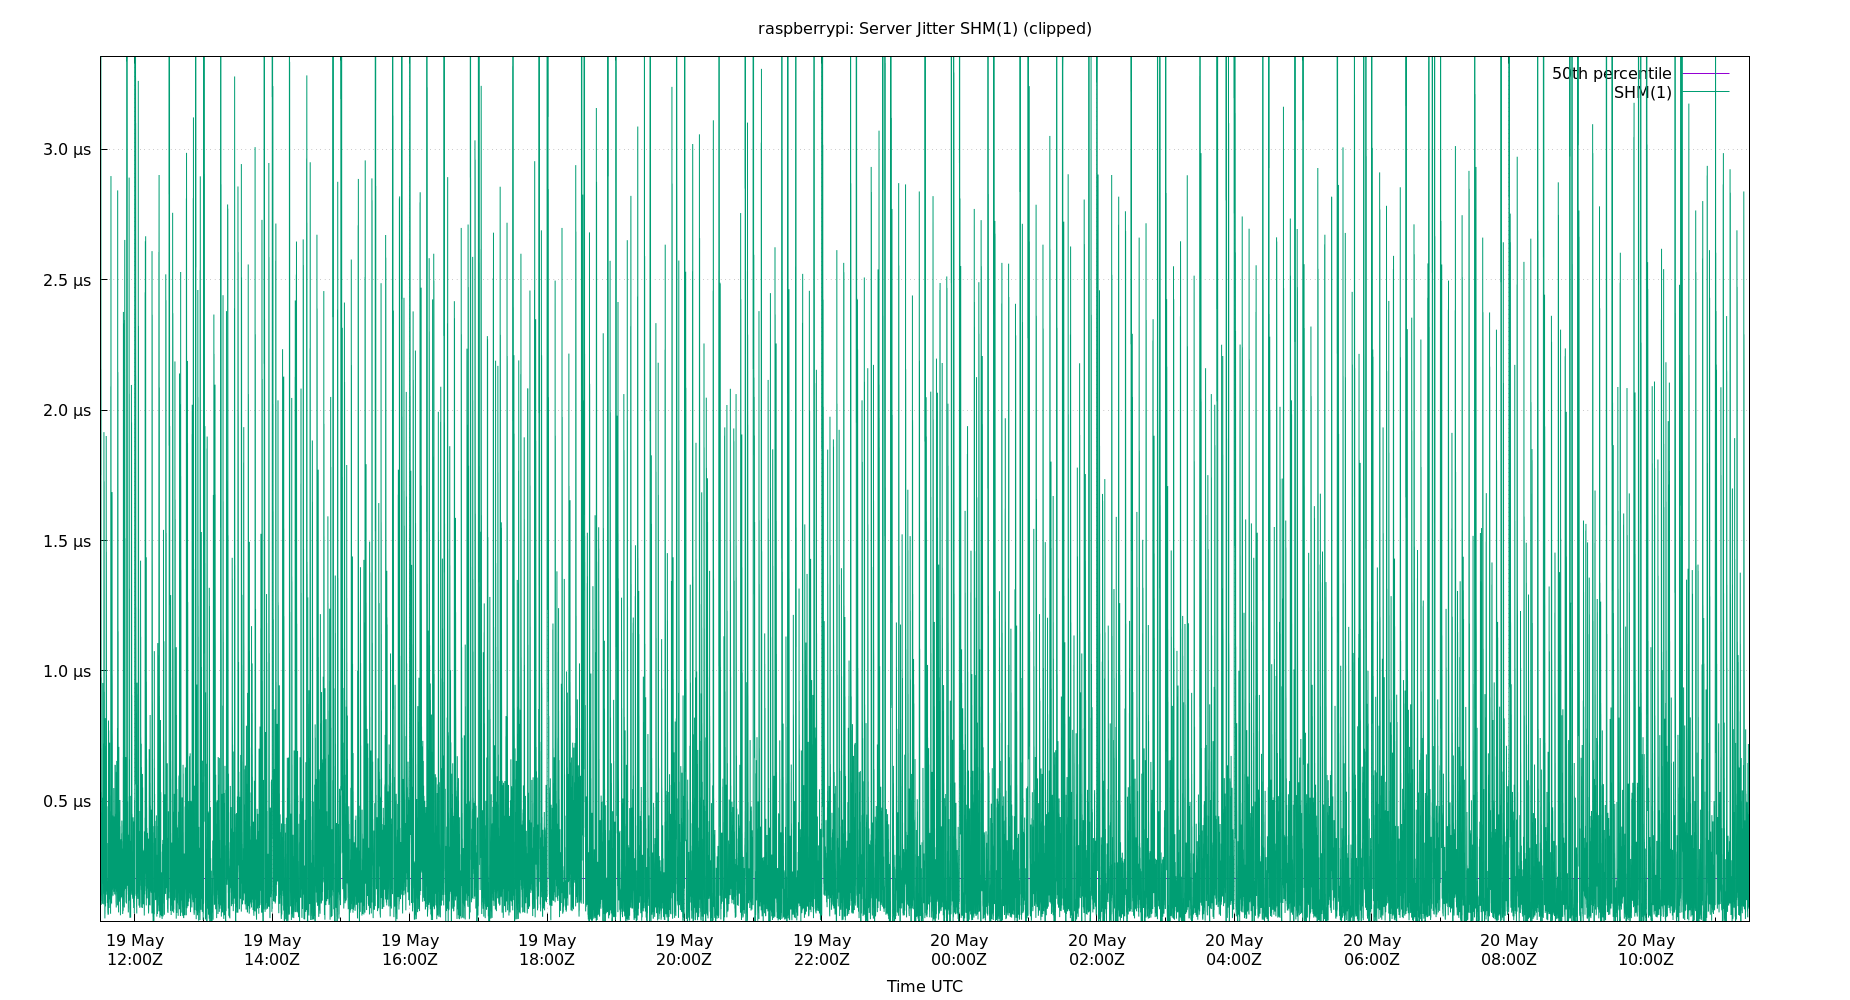 raspberrypi: Server Jitter SHM(1) (clipped)
50th percentile
SHM(1)
3.0 µs
2.5 µs
2.0 µs
1.5 µs
1.0 µs
0.5 µs
19 May 19 May 19 May 19 May 19 May 19 May 20 May 20 May 20 May 20 May 20 May 20 May
12:00Z 14:00Z 16:00Z 18:00Z 20:00Z 22:00Z 00:00Z 02:00Z 04:00Z 06:00Z 08:00Z 10:00Z
Time UTC